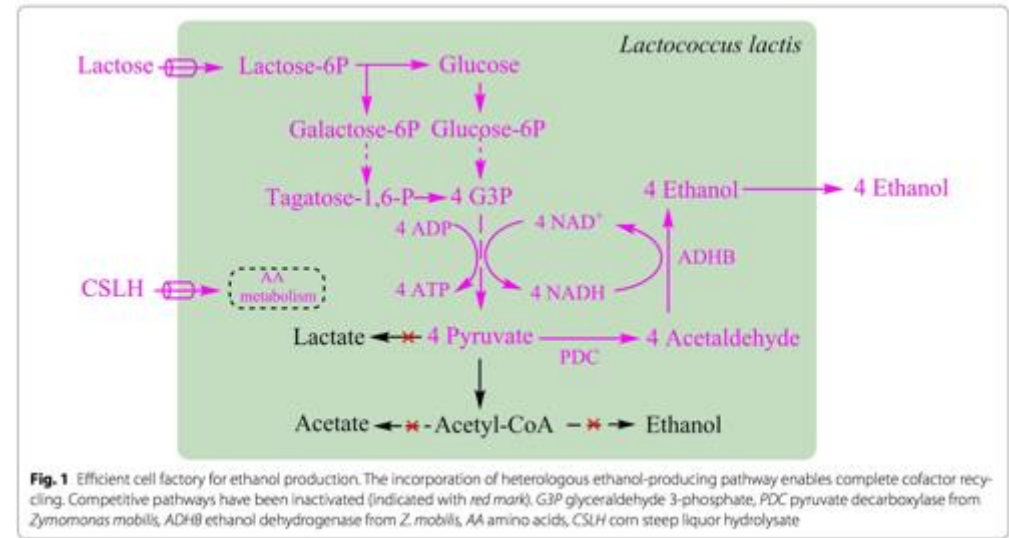 Lactococcus lactis
Lactose Lactose-6P Glucose
Galactose-6P Glucose-6P
Tagatose-1,6-P 4 G3P
4 Ethanol 4 Ethanol
4 ADP 4 NAD+
ADHB
CSLH AA metabolism
4 ATP 4 NADH
Lactate 4 Pyruvate PDC 4 Acetaldehyde
Acetate Acetyl-CoA Ethanol
Fig. 1 Efficient cell factory for ethanol production. The incorporation of heterologous ethanol-producing pathway enables complete cofactor recy-
cling. Competitive pathways have been inactivated (indicated with red mark). G3P glyceraldehyde 3-phosphate, PDC pyruvate decarboxylase from
Zymomonas mobilis, ADHB ethanol dehydrogenase from Z. mobilis, AA amino acids, CSLH corn steep liquor hydrolysate